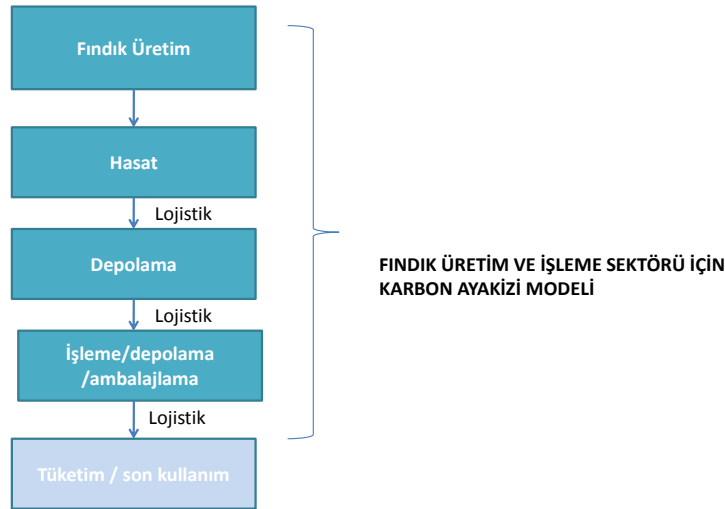 Fındık Üretim
Hasat
Lojistik
Depolama
Lojistik
İşleme/depolama
/ambalajlama
Lojistik
Tüketim / son kullanım
FINDIK ÜRETİM VE İŞLEME SEKTÖRÜ İÇİN
KARBON AYAKİZİ MODELİ